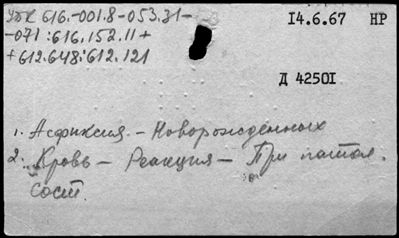 УДК 616.-001.8-053.31-
14.6.67 НР
-071:616.152.11+
+612.648:612.121
Д 42501
1. Асфиксия. - Новорожденных
2. Кровь - Реакция - При патол.
сост.